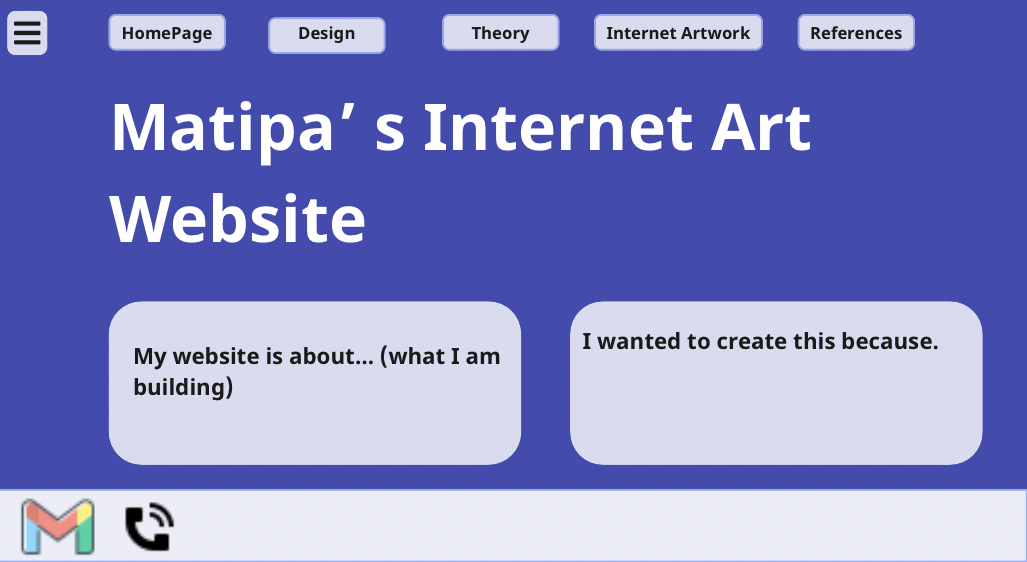 HomePage Design Theory Internet Artwork References
Matipa’ s Internet Art
Website
My website is about... (what I am
building)
I wanted to create this because.